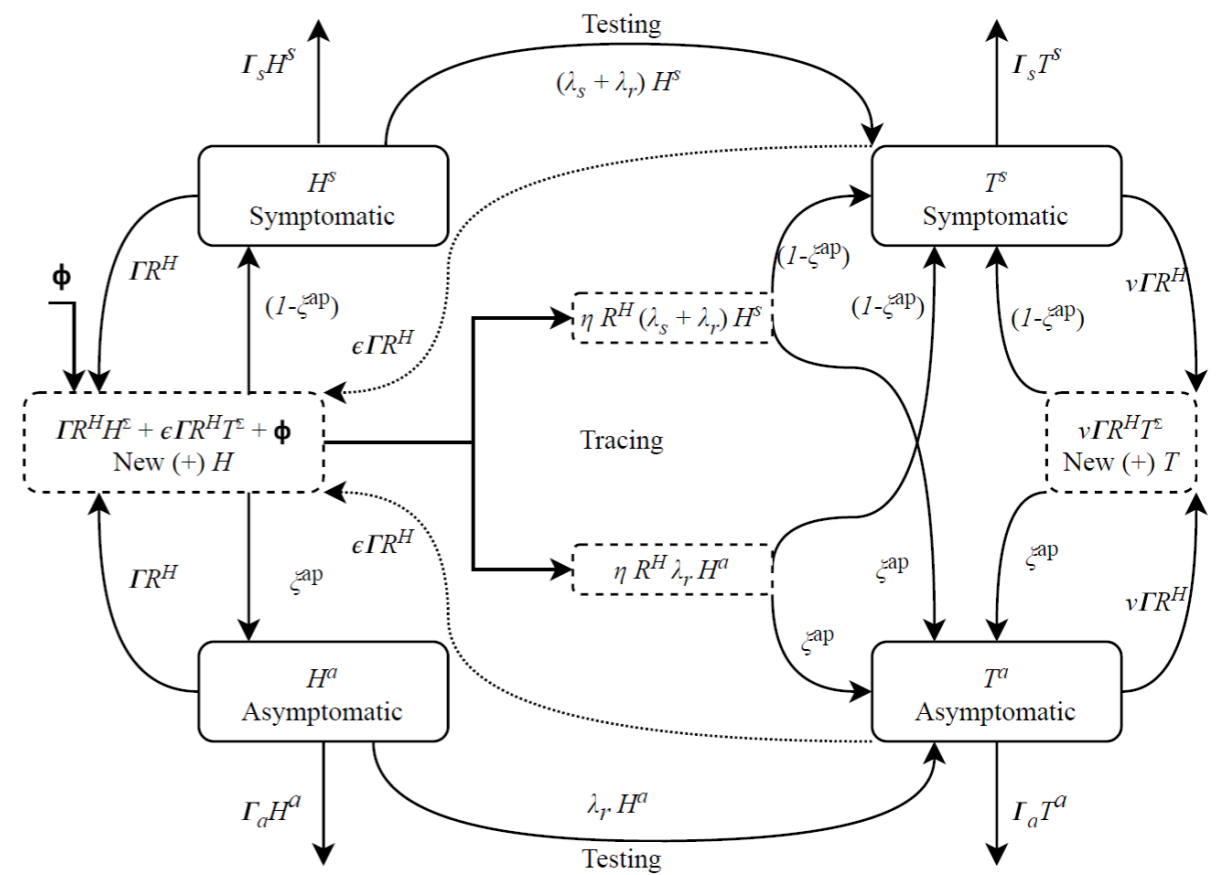 Testing
Γ_sH^s
(λ_s + λ_r) H^s
Γ_sT^s
H^s
Symptomatic
T^s
Symptomatic
ΓR^H
(1-ξ^ap)
(1-ξ^ap)
(1-ξ^ap)
(1-ξ^ap)
νΓR^H
ϕ
η R^H (λ_s + λ_r) H^s
ϵΓR^H
ΓR^H H^Σ + ϵΓR^H T^Σ + ϕ
New (+) H
Tracing
νΓR^H T^Σ
New (+) T
ϵΓR^H
ΓR^H
ξ^ap
η R^H λ_r H^a
ξ^ap
ξ^ap
νΓR^H
ξ^ap
H^a
Asymptomatic
T^a
Asymptomatic
Γ_aH^a
λ_r H^a
Γ_aT^a
Testing